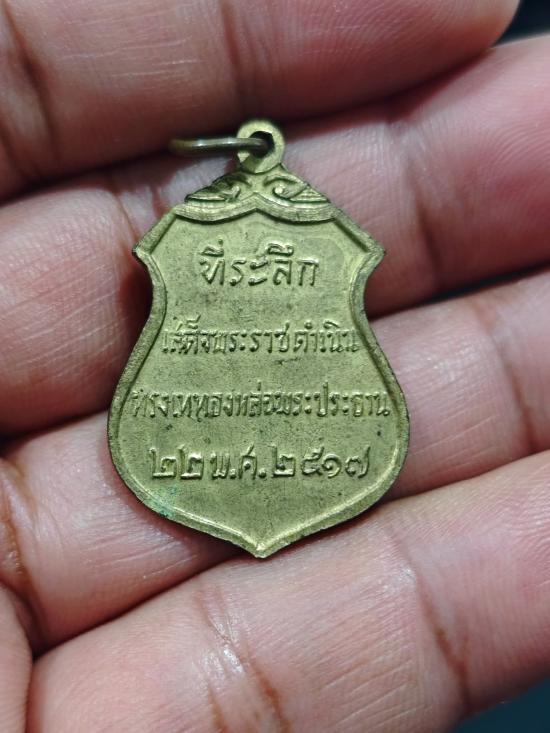 ที่ระลึก
เสด็จพระราชดำเนิน
ทรงเททองหล่อพระประธาน
๒๒ พ.ศ. ๒๕๑๗